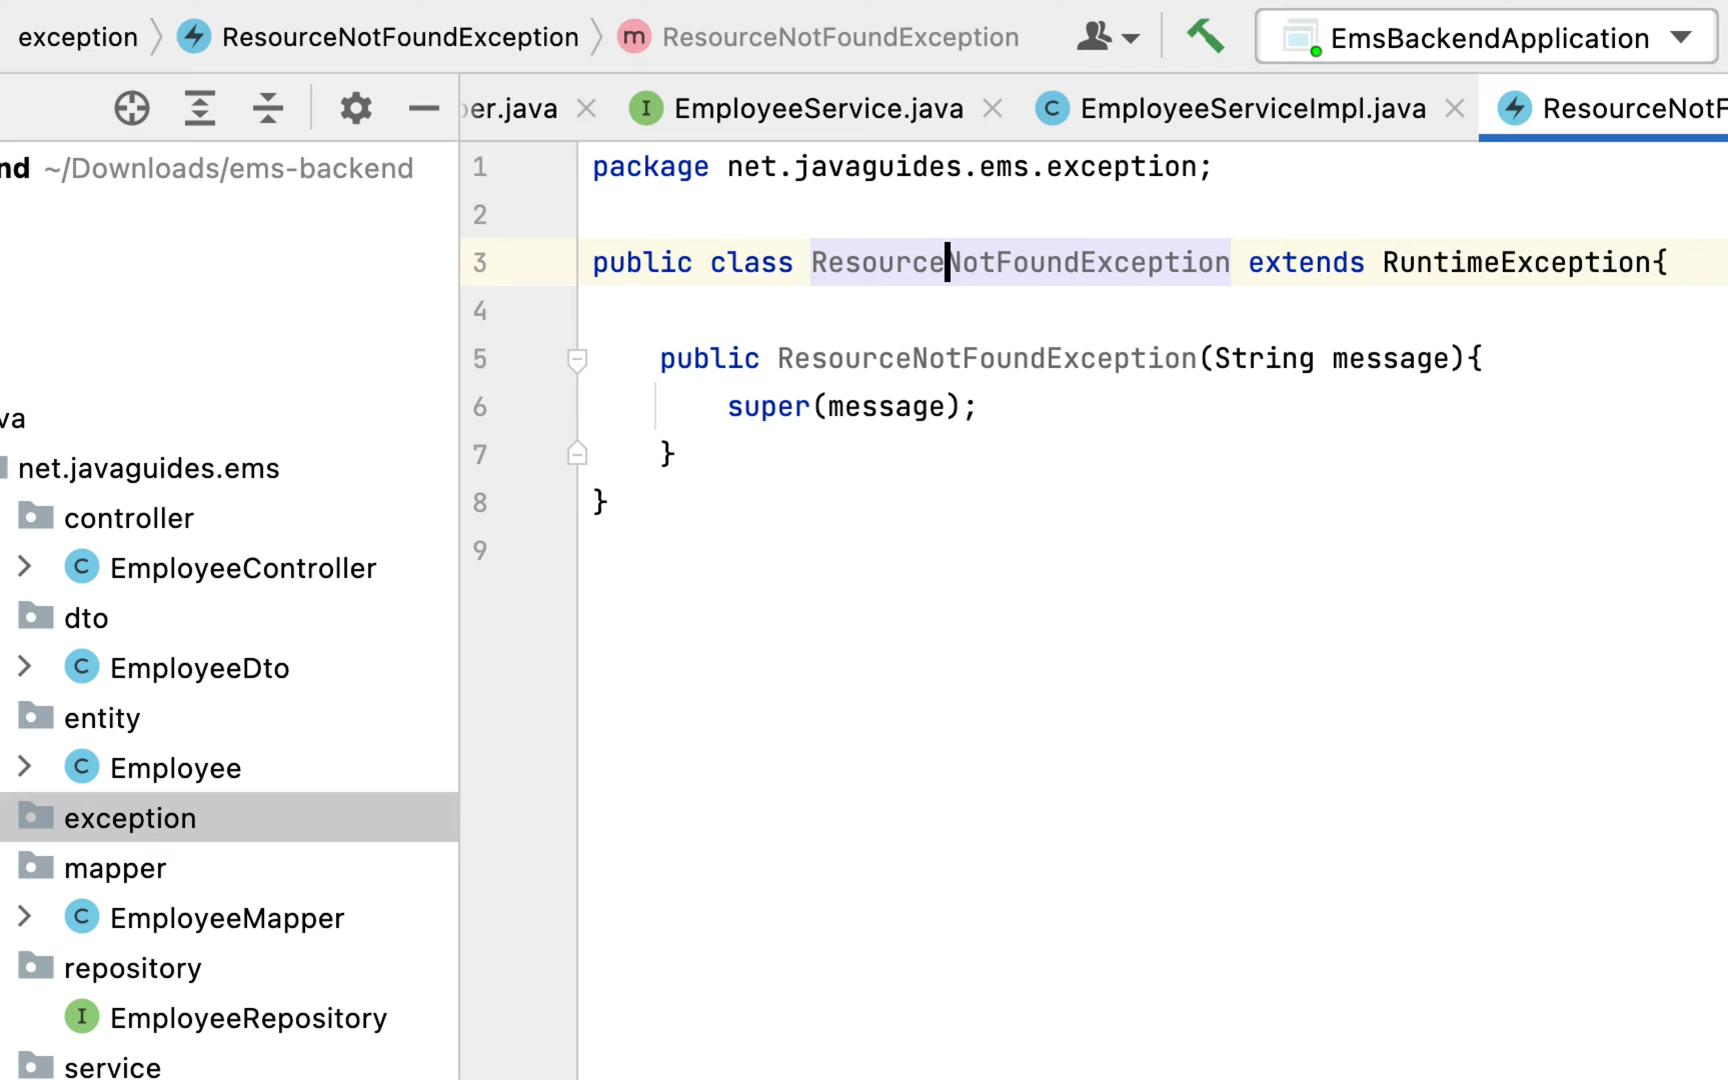 exception ResourceNotFoundException m ResourceNotFoundException EmsBackendApplication
er.java I EmployeeService.java C EmployeeServiceImpl.java ResourceNotF
nd ~/Downloads/ems-backend
va
net.javaguides.ems
controller
C EmployeeController
dto
C EmployeeDto
entity
C Employee
exception
mapper
C EmployeeMapper
repository
I EmployeeRepository
service
1 package net.javaguides.ems.exception;
2
3 public class ResourceNotFoundException extends RuntimeException{
4
5 public ResourceNotFoundException(String message){
6 super(message);
7 }
8 }
9